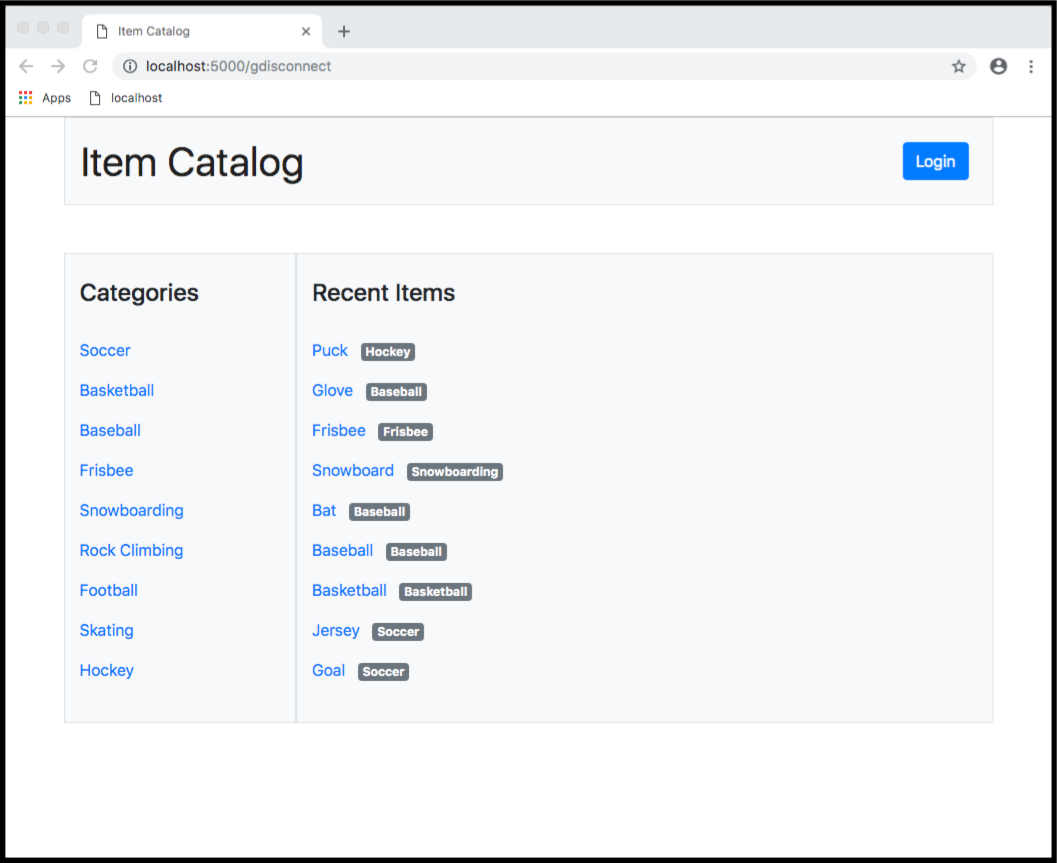 Item Catalog
localhost:5000/gdisconnect
Apps localhost
Item Catalog
Login
Categories
Soccer
Basketball
Baseball
Frisbee
Snowboarding
Rock Climbing
Football
Skating
Hockey
Recent Items
Puck Hockey
Glove Baseball
Frisbee Frisbee
Snowboard Snowboarding
Bat Baseball
Baseball Baseball
Basketball Basketball
Jersey Soccer
Goal Soccer